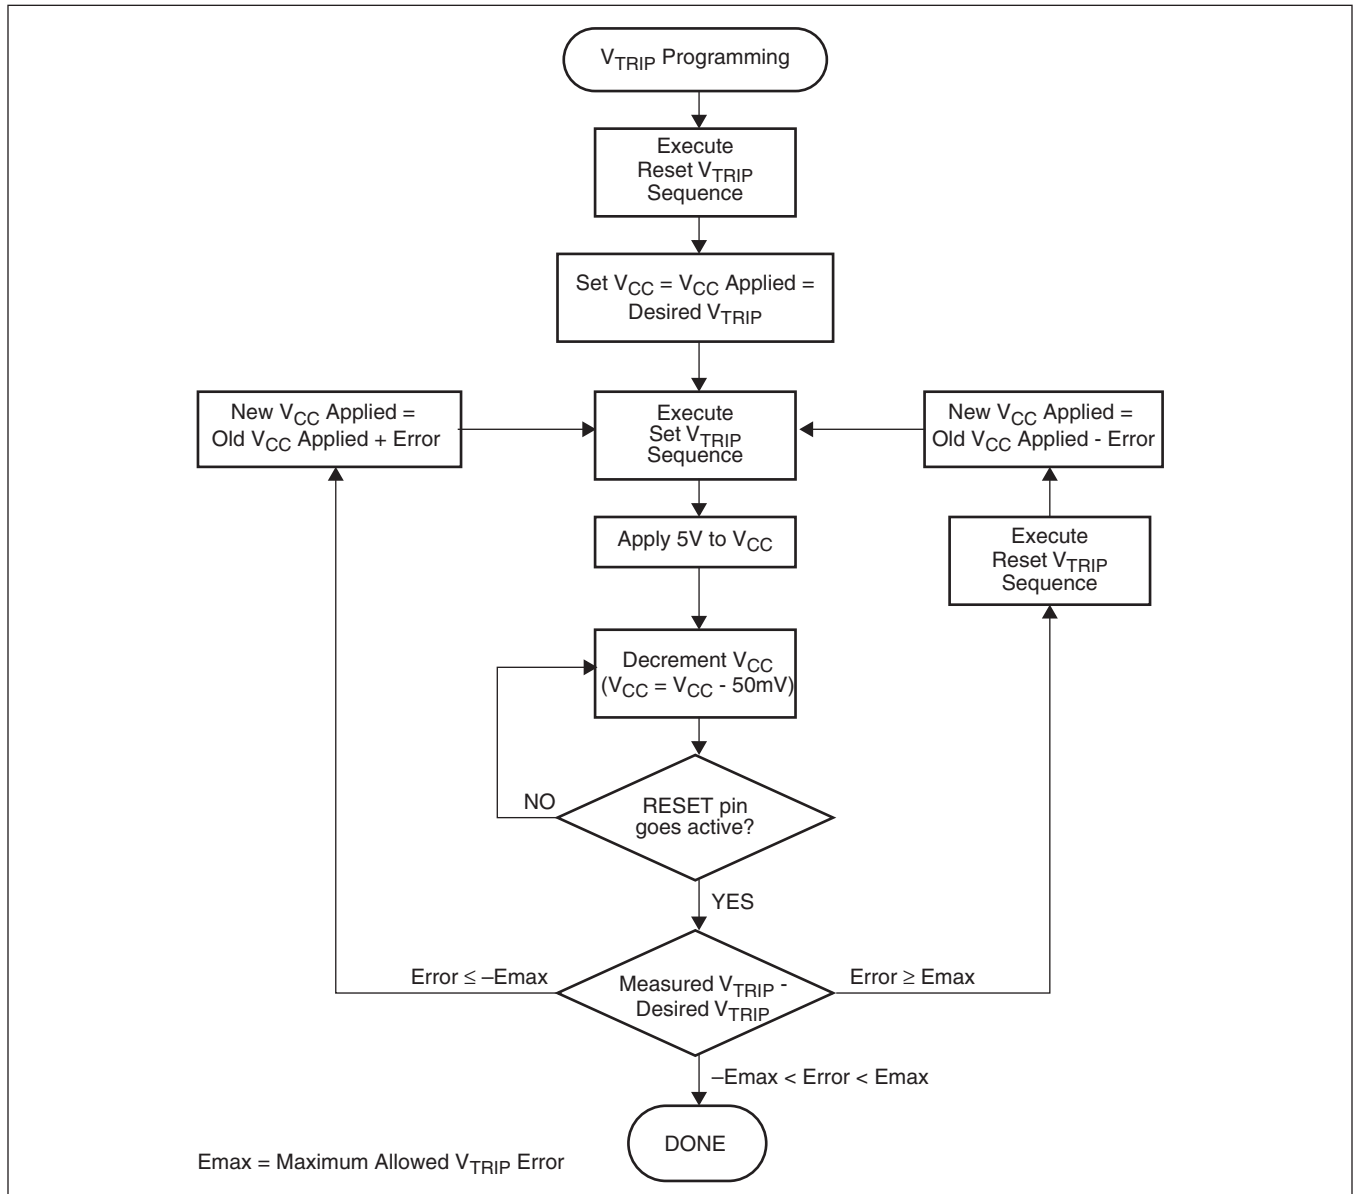 V_TRIP Programming
Execute
Reset V_TRIP
Sequence
Set V_CC = V_CC Applied =
Desired V_TRIP
New V_CC Applied =
Old V_CC Applied + Error
Execute
Set V_TRIP
Sequence
New V_CC Applied =
Old V_CC Applied - Error
Apply 5V to V_CC
Execute
Reset V_TRIP
Sequence
Decrement V_CC
(V_CC = V_CC - 50mV)
NO
RESET pin
goes active?
YES
Error ≤ –Emax
Measured V_TRIP -
Desired V_TRIP
Error ≥ Emax
–Emax < Error < Emax
DONE
Emax = Maximum Allowed V_TRIP Error